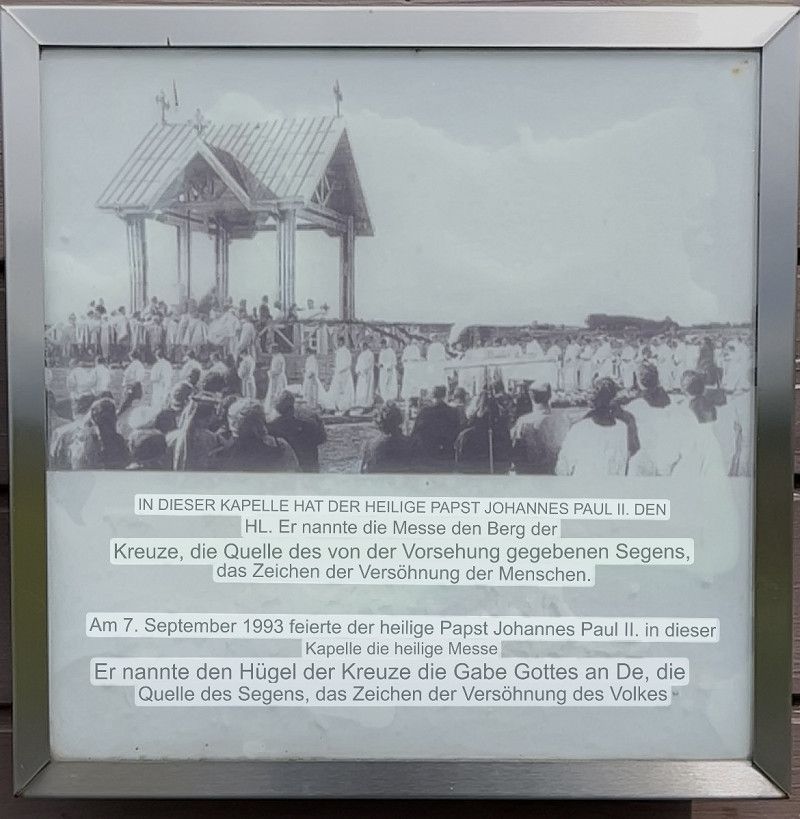 IN DIESER KAPELLE HAT DER HEILIGE PAPST JOHANNES PAUL II. DEN
HL. Er nannte die Messe den Berg der
Kreuze, die Quelle des von der Vorsehung gegebenen Segens,
das Zeichen der Versöhnung der Menschen.
Am 7. September 1993 feierte der heilige Papst Johannes Paul II. in dieser
Kapelle die heilige Messe
Er nannte den Hügel der Kreuze die Gabe Gottes an De, die
Quelle des Segens, das Zeichen der Versöhnung des Volkes